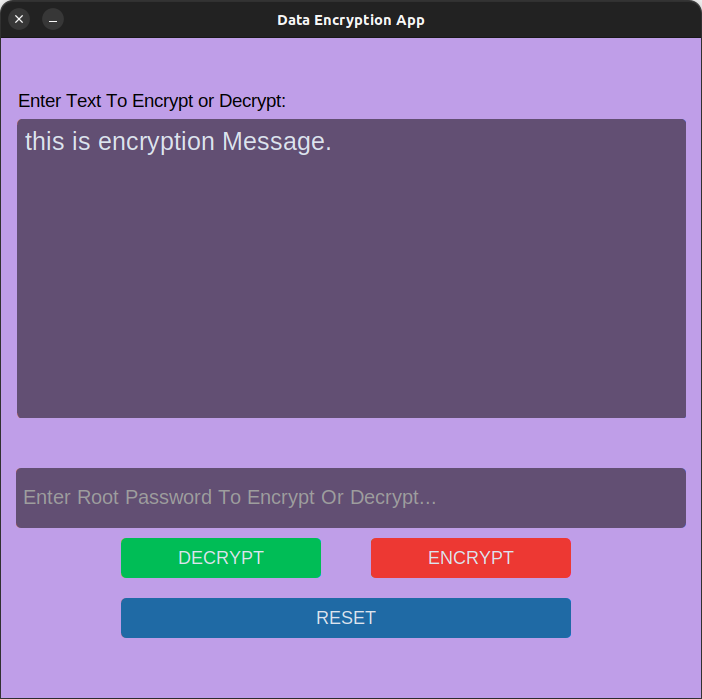 Data Encryption App
Enter Text To Encrypt or Decrypt:
this is encryption Message.
Enter Root Password To Encrypt Or Decrypt...
DECRYPT
ENCRYPT
RESET